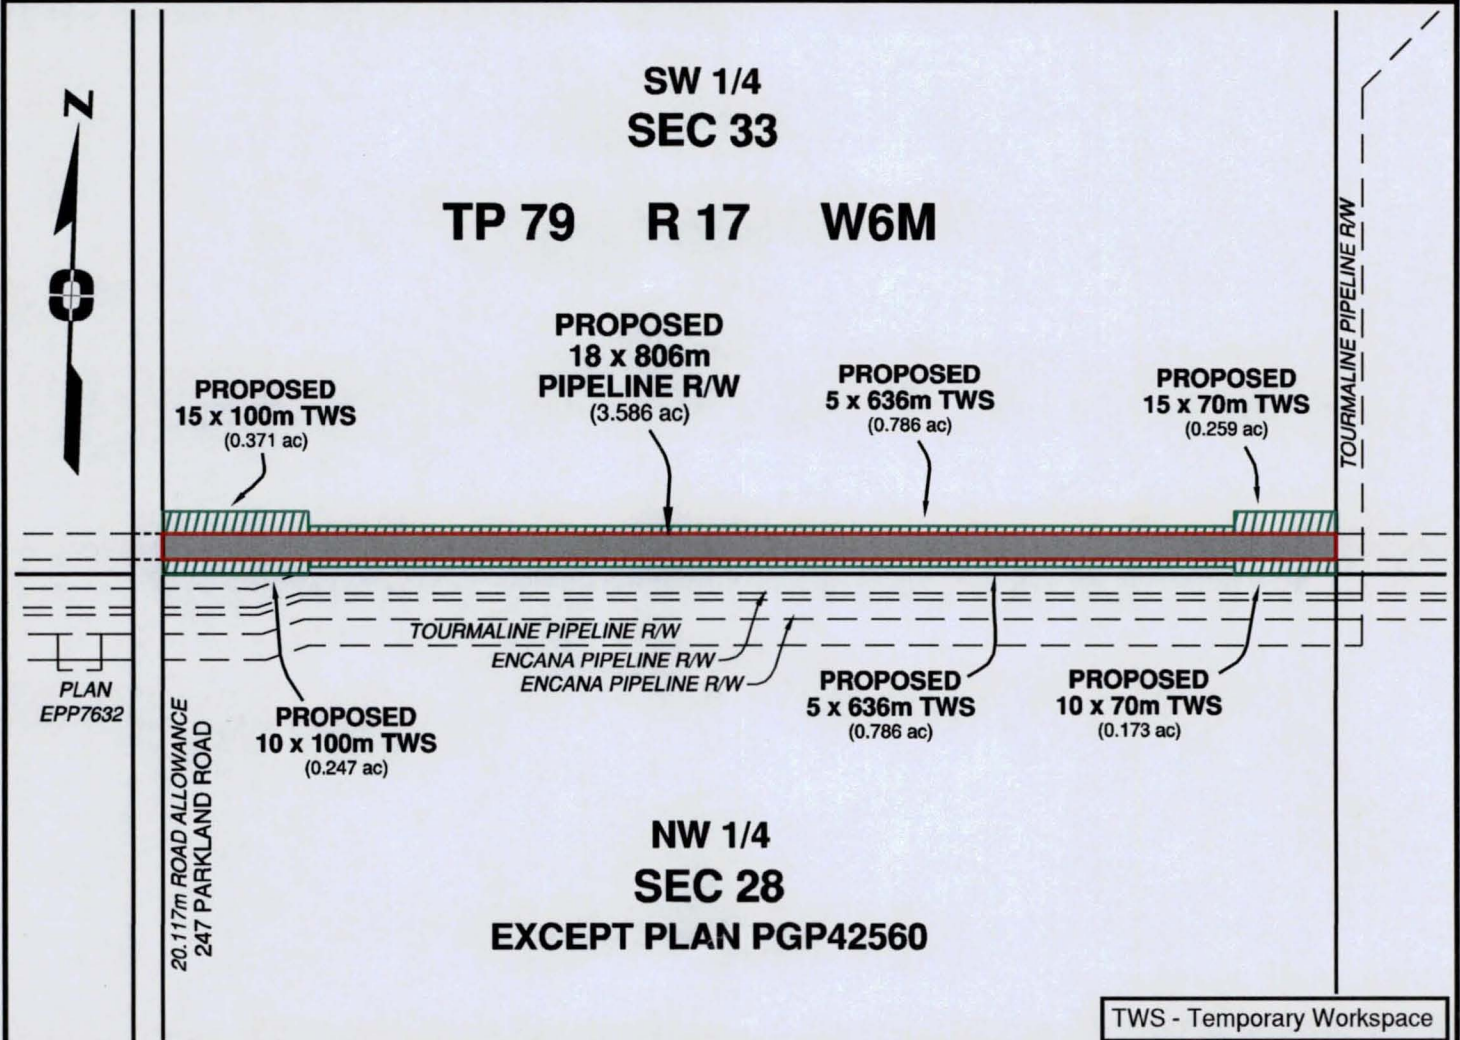 SW 1/4
SEC 33
TP 79 R 17 W6M
N
PROPOSED
18 x 806m
PIPELINE R/W
(3.586 ac)
PROPOSED
15 x 100m TWS
(0.371 ac)
PROPOSED
5 x 636m TWS
(0.786 ac)
PROPOSED
15 x 70m TWS
(0.259 ac)
TOURMALINE PIPELINE R/W
TOURMALINE PIPELINE R/W
ENCANA PIPELINE R/W
ENCANA PIPELINE R/W
PLAN
EPP7632
20.117m ROAD ALLOWANCE
247 PARKLAND ROAD
PROPOSED
10 x 100m TWS
(0.247 ac)
PROPOSED
5 x 636m TWS
(0.786 ac)
PROPOSED
10 x 70m TWS
(0.173 ac)
NW 1/4
SEC 28
EXCEPT PLAN PGP42560
TWS - Temporary Workspace